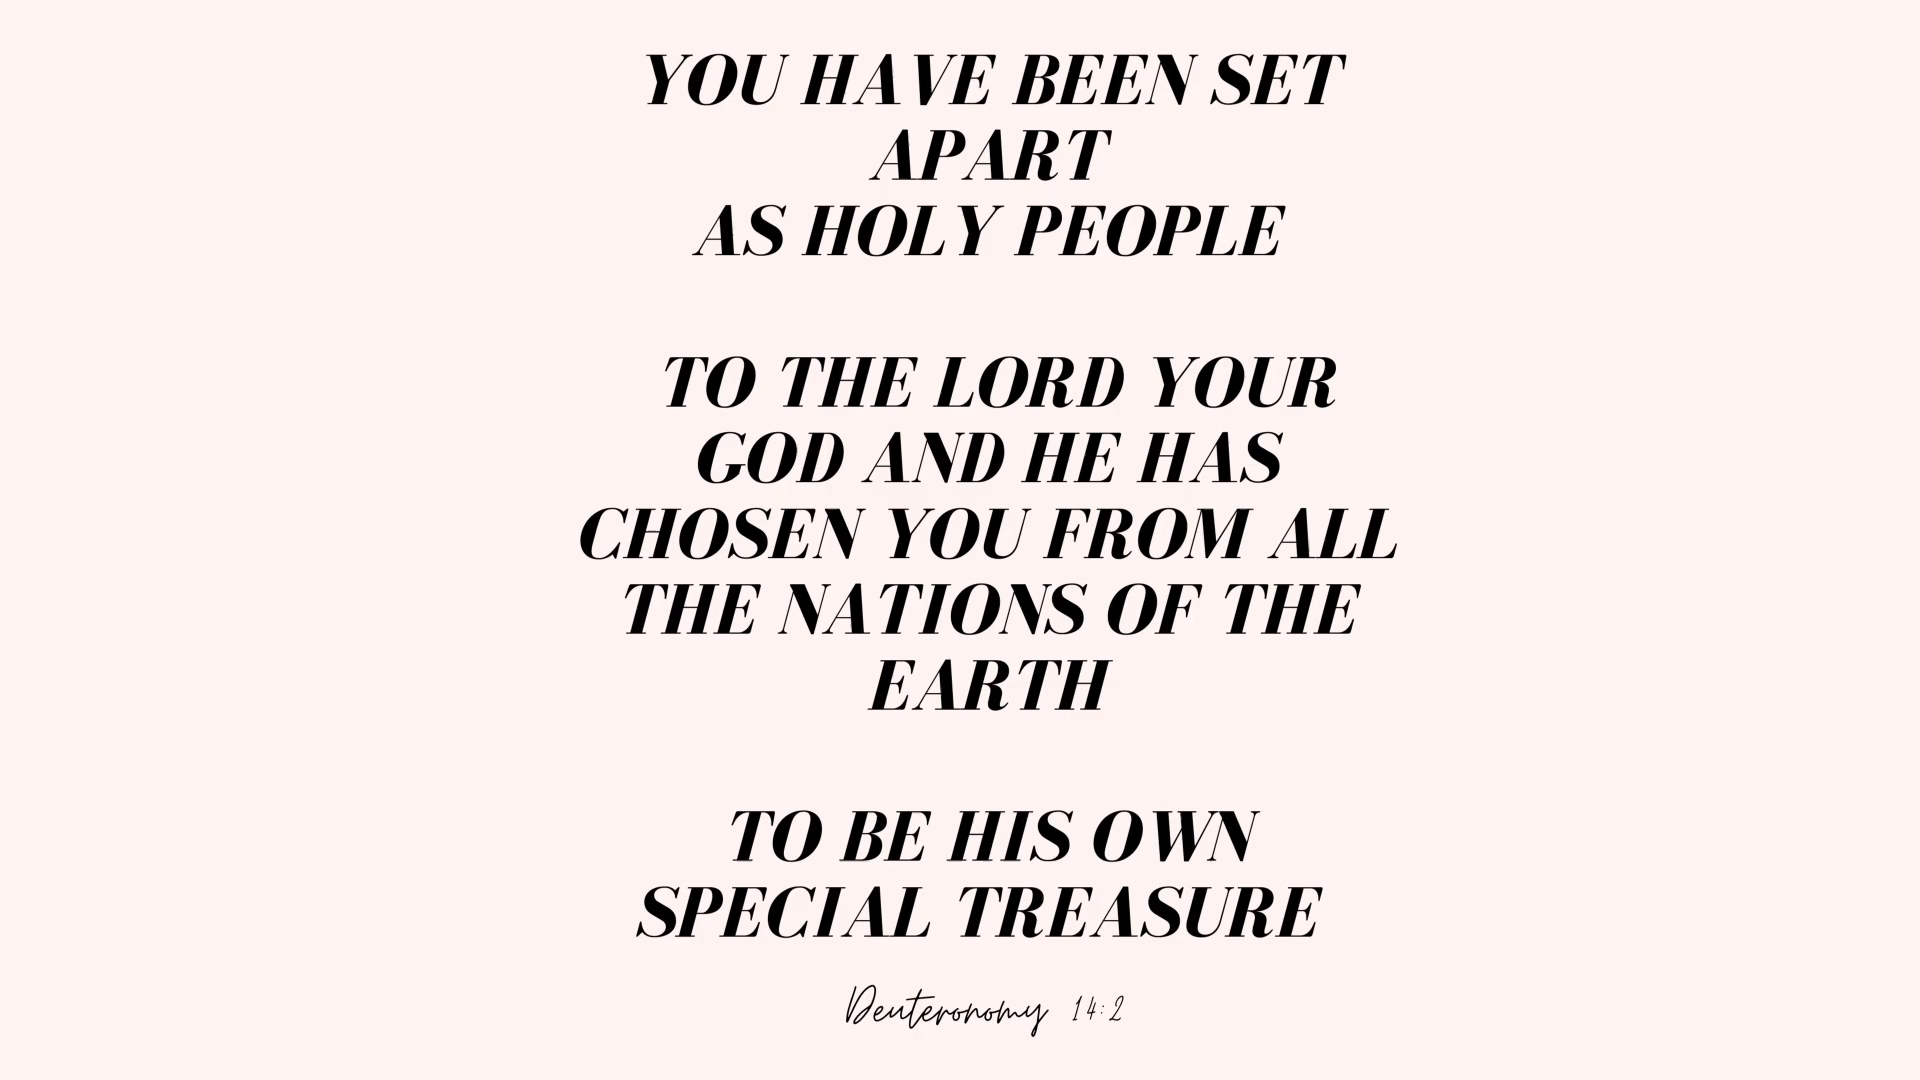 YOU HAVE BEEN SET
APART
AS HOLY PEOPLE
TO THE LORD YOUR
GOD AND HE HAS
CHOSEN YOU FROM ALL
THE NATIONS OF THE
EARTH
TO BE HIS OWN
SPECIAL TREASURE
Deuteronomy 14:2